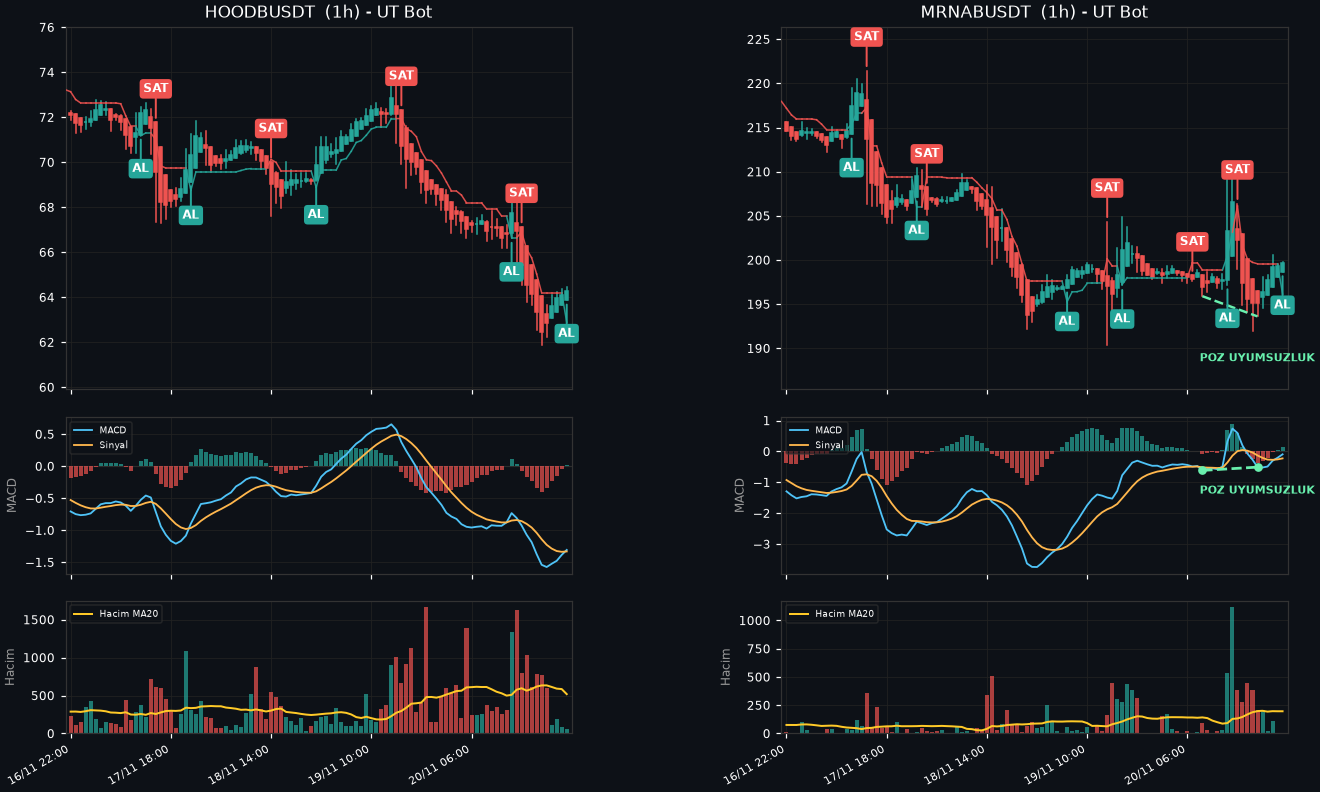 HOODBUSDT (1h) - UT Bot
76
74
72
70
68
66
64
62
60
SAT
AL
AL
SAT
AL
SAT
SAT
AL
AL
MACD
Sinyal
0.5
0.0
−0.5
−1.0
−1.5
MACD
Hacim MA20
1500
1000
500
0
Hacim
16/11 22:00
17/11 18:00
18/11 14:00
19/11 10:00
20/11 06:00
MRNABUSDT (1h) - UT Bot
225
220
215
210
205
200
195
190
SAT
AL
SAT
AL
AL
SAT
AL
SAT
SAT
AL
AL
POZ UYUMSUZLUK
MACD
Sinyal
1
0
−1
−2
−3
MACD
POZ UYUMSUZLUK
Hacim MA20
1000
750
500
250
0
Hacim
16/11 22:00
17/11 18:00
18/11 14:00
19/11 10:00
20/11 06:00